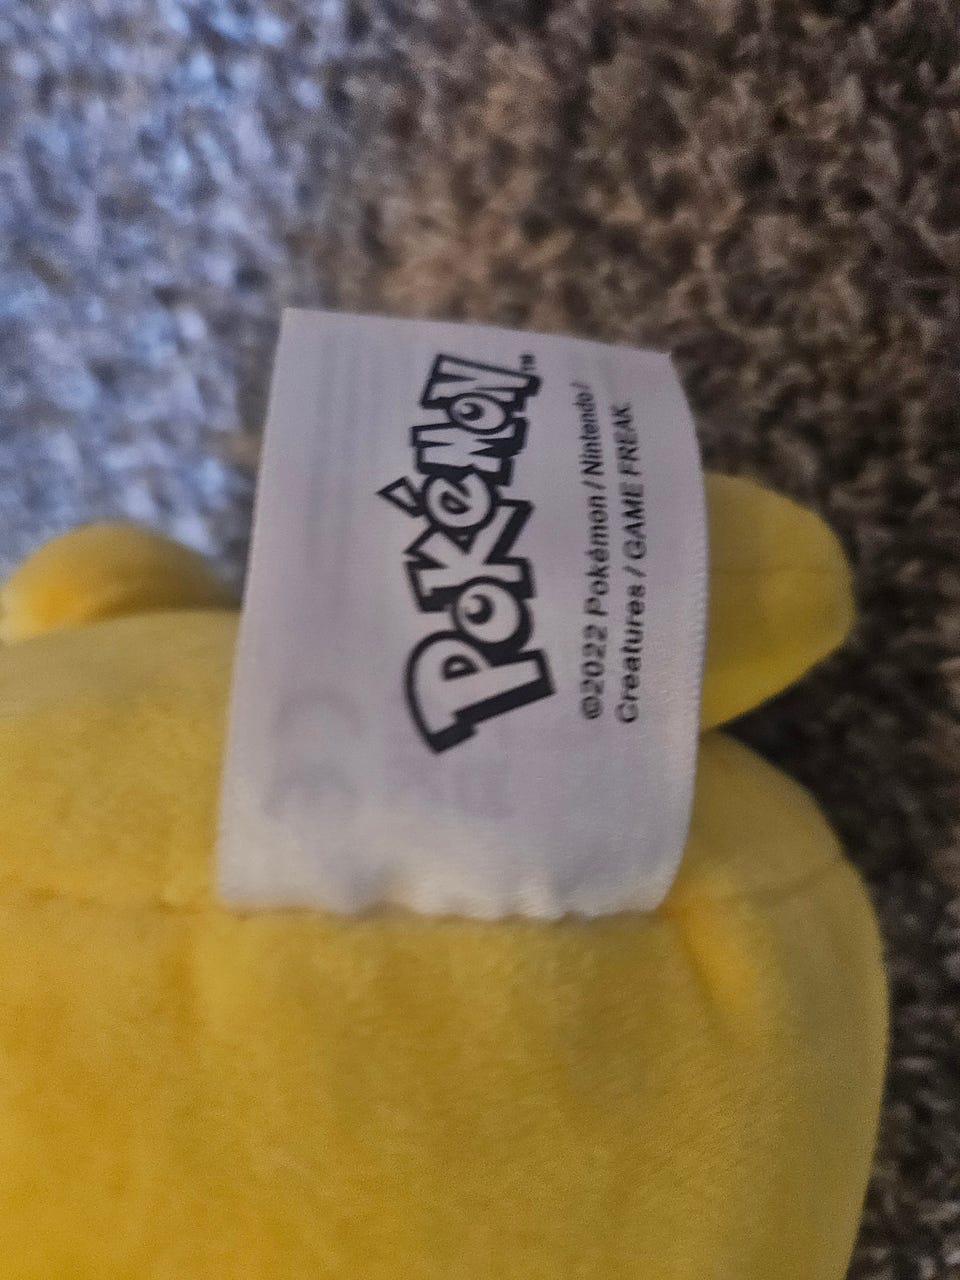 POKéMON™
©2022 Pokémon/Nintendo/
Creatures / GAME FREAK